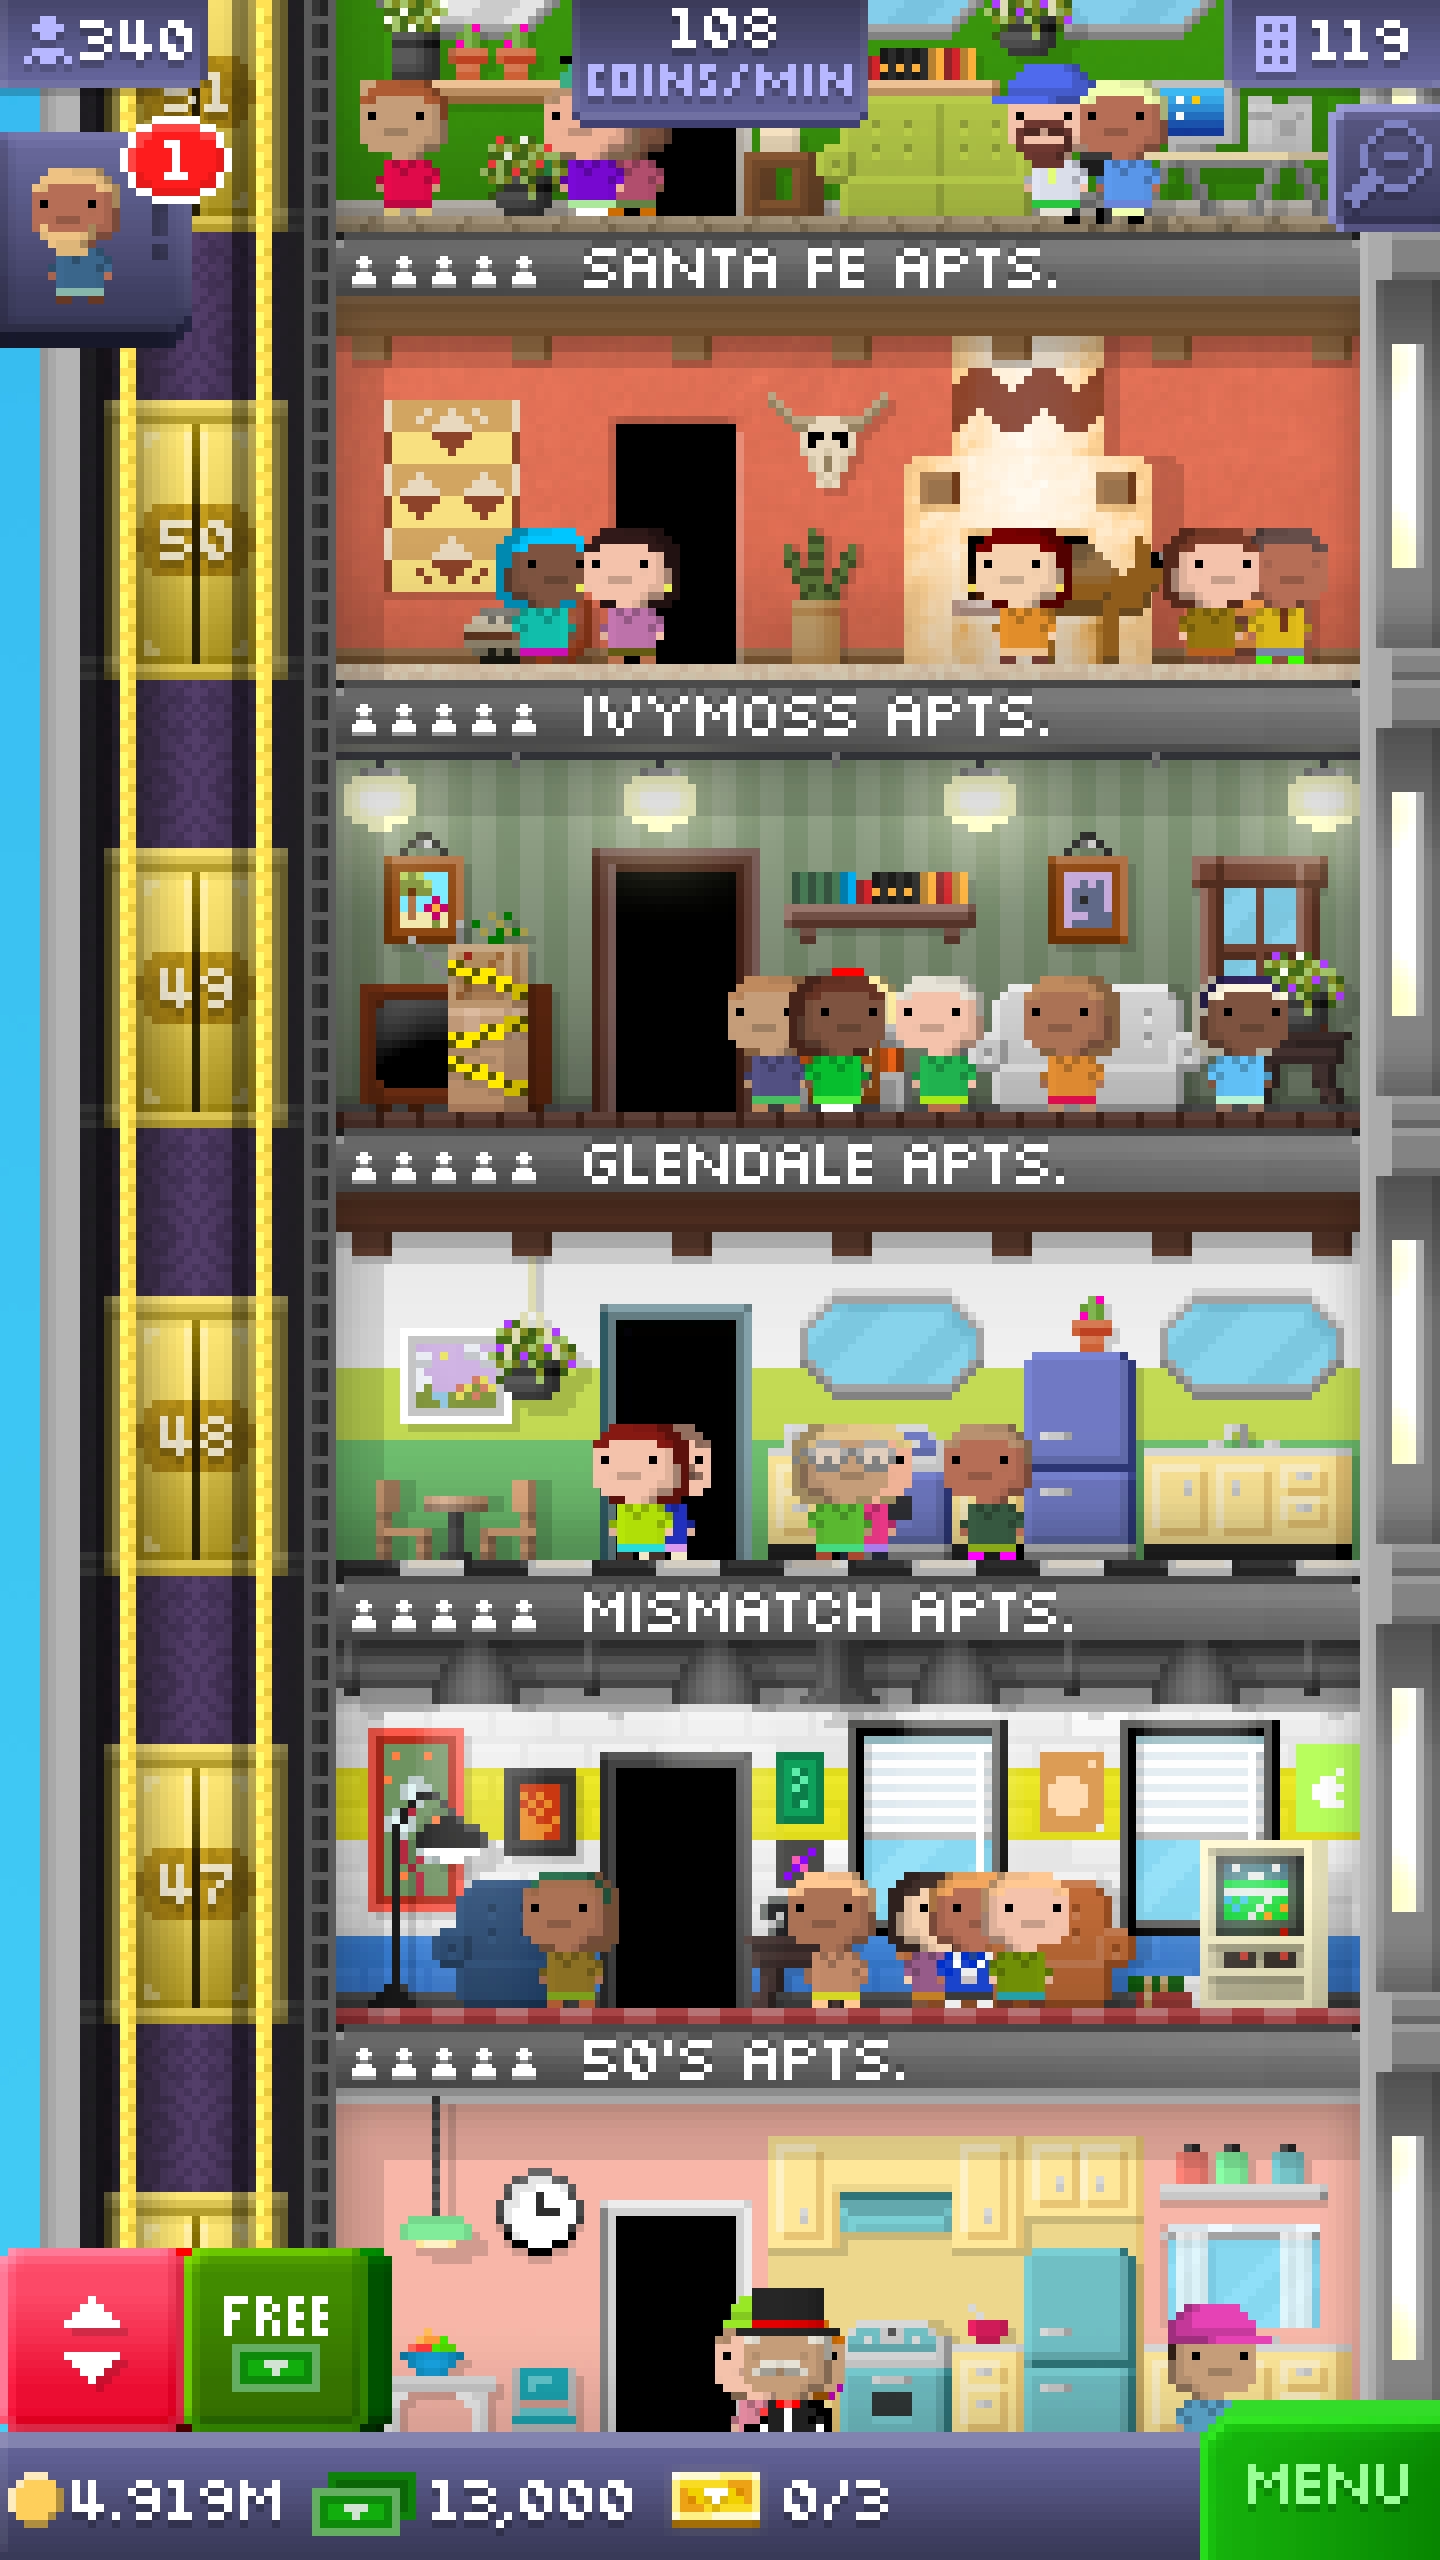 340
108
COINS/MIN
119
51
1
SANTA FE APTS.
50
IVYMOSS APTS.
49
GLENDALE APTS.
48
MISMATCH APTS.
47
50'S APTS.
FREE
4.919M
13,000
0/3
MENU